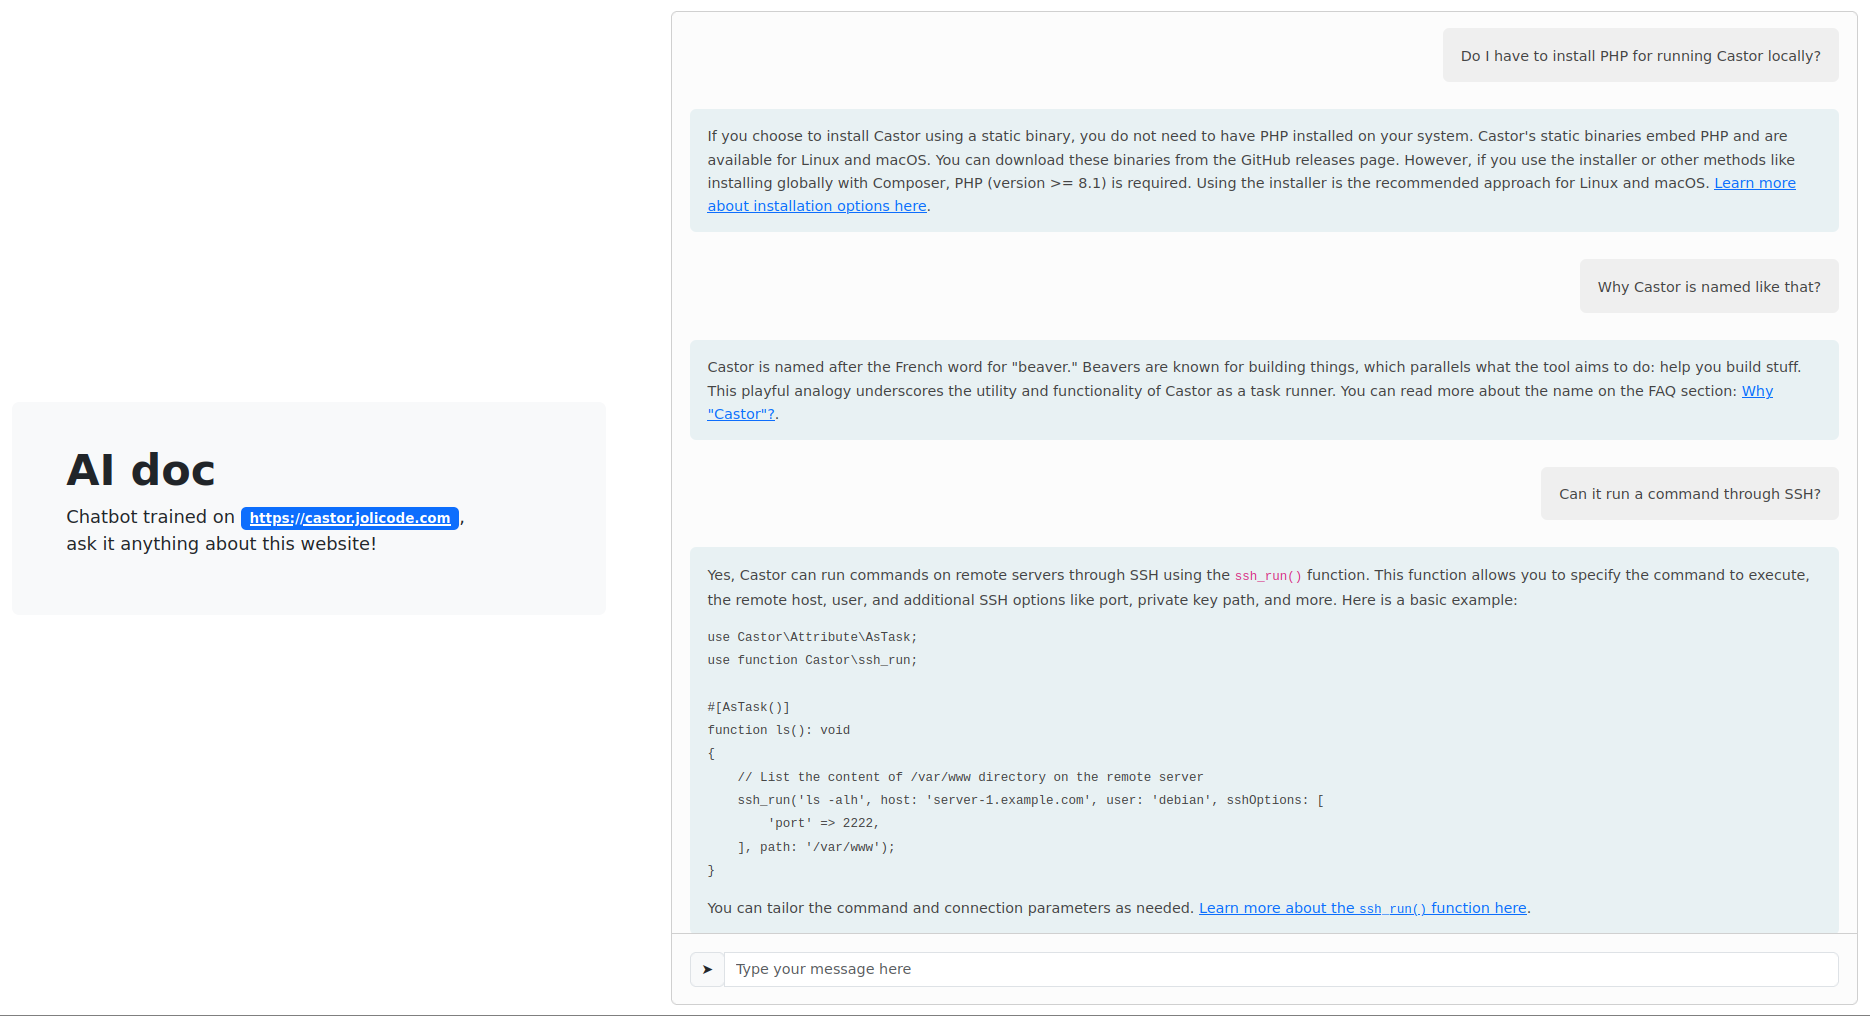 AI doc
Chatbot trained on https://castor.jolicode.com,
ask it anything about this website!
Do I have to install PHP for running Castor locally?
If you choose to install Castor using a static binary, you do not need to have PHP installed on your system. Castor's static binaries embed PHP and are
available for Linux and macOS. You can download these binaries from the GitHub releases page. However, if you use the installer or other methods like
installing globally with Composer, PHP (version >= 8.1) is required. Using the installer is the recommended approach for Linux and macOS. Learn more
about installation options here.
Why Castor is named like that?
Castor is named after the French word for "beaver." Beavers are known for building things, which parallels what the tool aims to do: help you build stuff.
This playful analogy underscores the utility and functionality of Castor as a task runner. You can read more about the name on the FAQ section: Why
"Castor"?.
Can it run a command through SSH?
Yes, Castor can run commands on remote servers through SSH using the ssh_run() function. This function allows you to specify the command to execute,
the remote host, user, and additional SSH options like port, private key path, and more. Here is a basic example:
use Castor\Attribute\AsTask;
use function Castor\ssh_run;
#[AsTask()]
function ls(): void
{
    // List the content of /var/www directory on the remote server
    ssh_run('ls -alh', host: 'server-1.example.com', user: 'debian', sshOptions: [
        'port' => 2222,
    ], path: '/var/www');
}
You can tailor the command and connection parameters as needed. Learn more about the ssh_run() function here.
➤ Type your message here